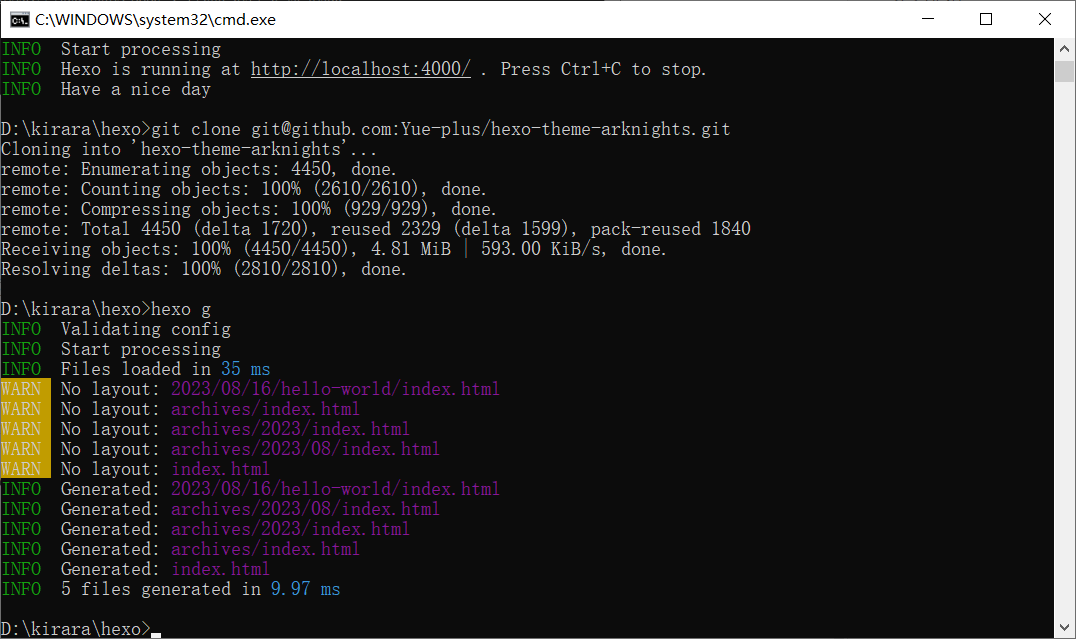 C:\WINDOWS\system32\cmd.exe
INFO  Start processing
INFO  Hexo is running at http://localhost:4000/ . Press Ctrl+C to stop.
INFO  Have a nice day
D:\kirara\hexo>git clone git@github.com:Yue-plus/hexo-theme-arknights.git
Cloning into 'hexo-theme-arknights'...
remote: Enumerating objects: 4450, done.
remote: Counting objects: 100% (2610/2610), done.
remote: Compressing objects: 100% (929/929), done.
remote: Total 4450 (delta 1720), reused 2329 (delta 1599), pack-reused 1840
Receiving objects: 100% (4450/4450), 4.81 MiB | 593.00 KiB/s, done.
Resolving deltas: 100% (2810/2810), done.
D:\kirara\hexo>hexo g
INFO  Validating config
INFO  Start processing
INFO  Files loaded in 35 ms
WARN  No layout: 2023/08/16/hello-world/index.html
WARN  No layout: archives/index.html
WARN  No layout: archives/2023/index.html
WARN  No layout: archives/2023/08/index.html
WARN  No layout: index.html
INFO  Generated: 2023/08/16/hello-world/index.html
INFO  Generated: archives/2023/08/index.html
INFO  Generated: archives/2023/index.html
INFO  Generated: archives/index.html
INFO  Generated: index.html
INFO  5 files generated in 9.97 ms
D:\kirara\hexo>